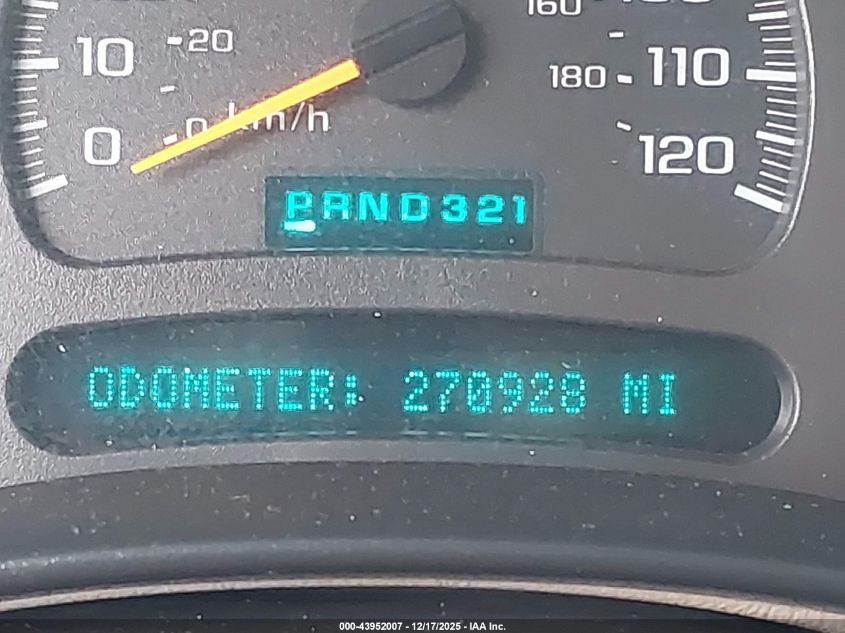 160
10 20 180 110
0 0 km/h 120
PRND321
ODOMETER: 270928 MI
000-43952007 - 12/17/2025 - IAA Inc.